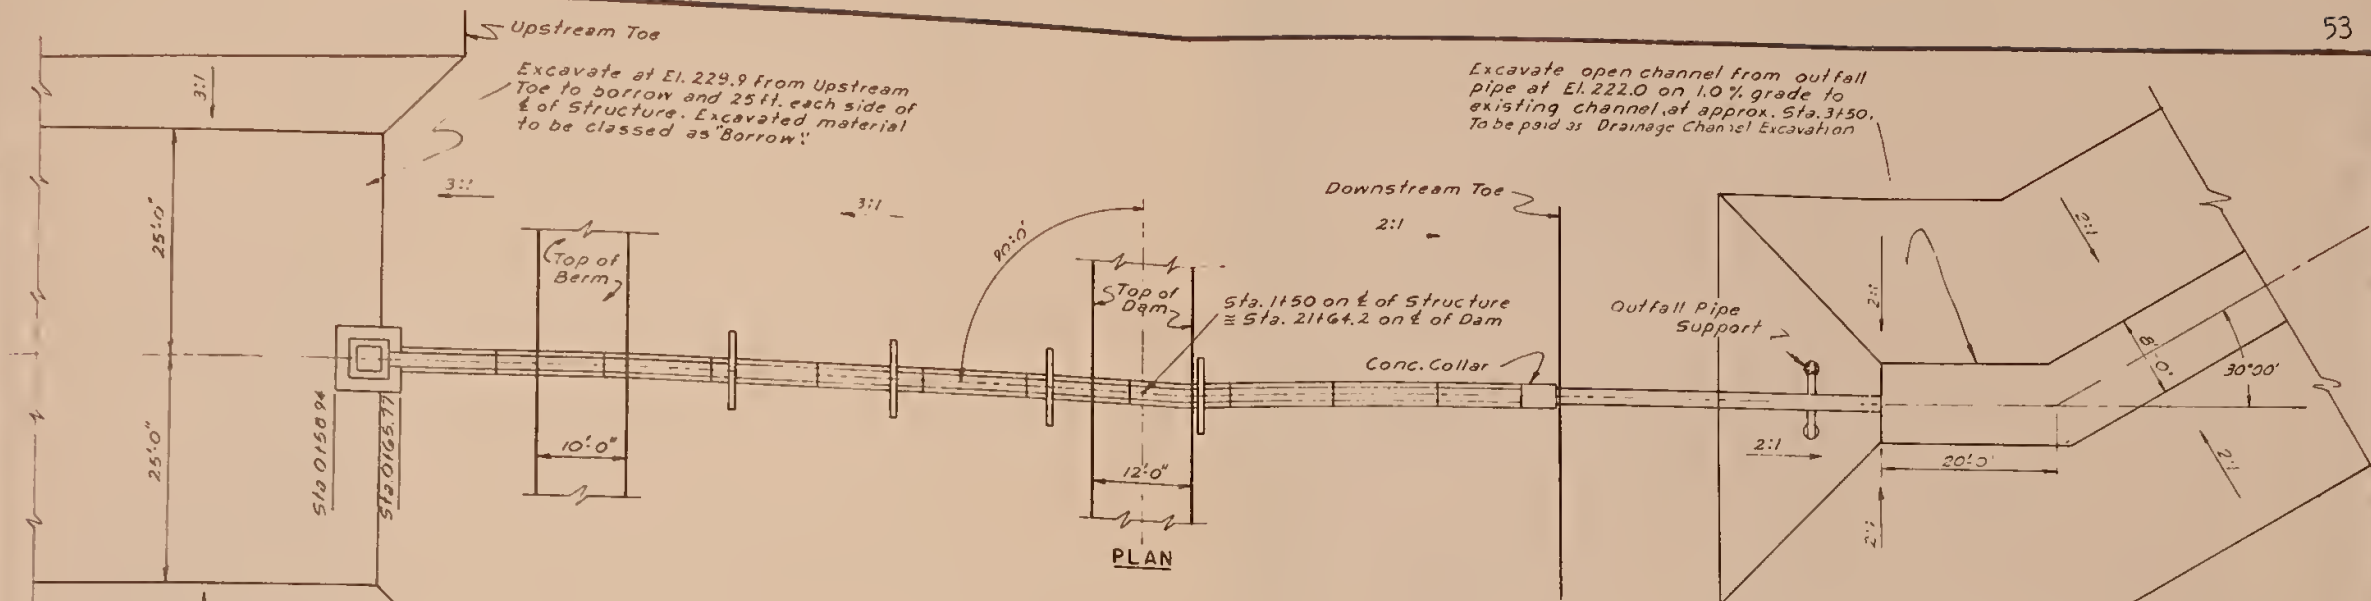 53
Upstream Toe
Excavate at El. 229.9 from Upstream
Toe to borrow and 25 ft. each side of
℄ of Structure. Excavated material
to be classed as "Borrow".
Excavate open channel from outfall
pipe at El. 222.0 on 1.0 % grade to
existing channel at approx. Sta. 3+50.
To be paid as Drainage Channel Excavation
3:1
3:1
3:1
Downstream Toe
2:1
2:1
25'-0"
Top of
Berm
90°-0'
Top of
Dam
Sta. 1+50 on ℄ of Structure
≅ Sta. 21+64.2 on ℄ of Dam
2:1
Outfall Pipe
Support
Conc. Collar
8'-0"
30°00'
Sta 0+58.94
Sta. 0+65.77
25'-0"
10'-0"
12'-0"
2:1
20'-0"
2:1
2:1
PLAN